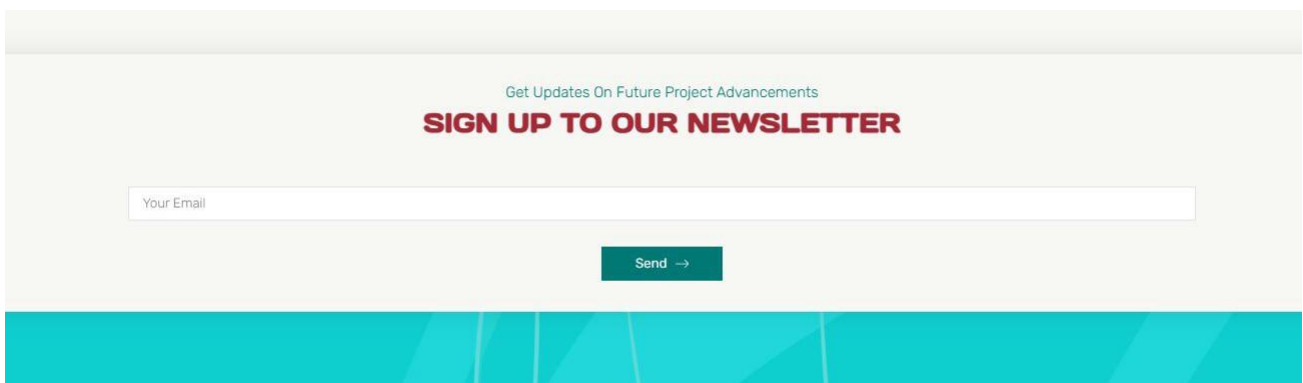 Get Updates On Future Project Advancements
SIGN UP TO OUR NEWSLETTER
Your Email
Send →